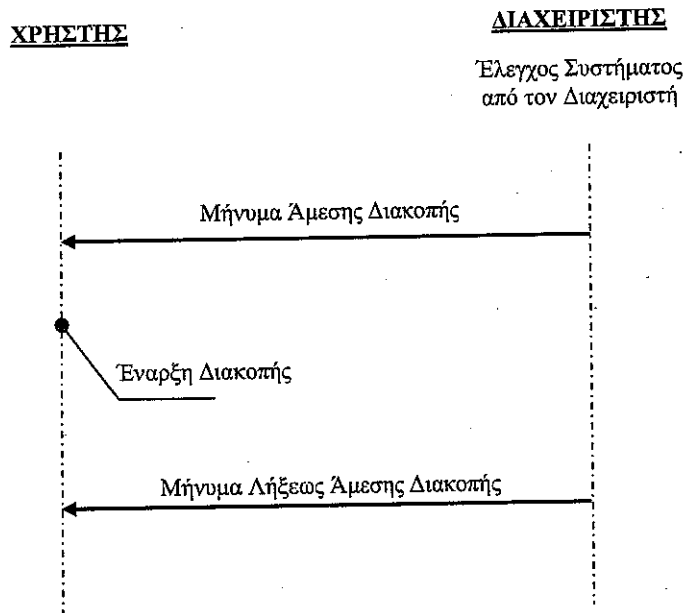 ΧΡΗΣΤΗΣ
ΔΙΑΧΕΙΡΙΣΤΗΣ
Έλεγχος Συστήματος
από τον Διαχειριστή
Μήνυμα Άμεσης Διακοπής
Έναρξη Διακοπής
Μήνυμα Λήξεως Άμεσης Διακοπής